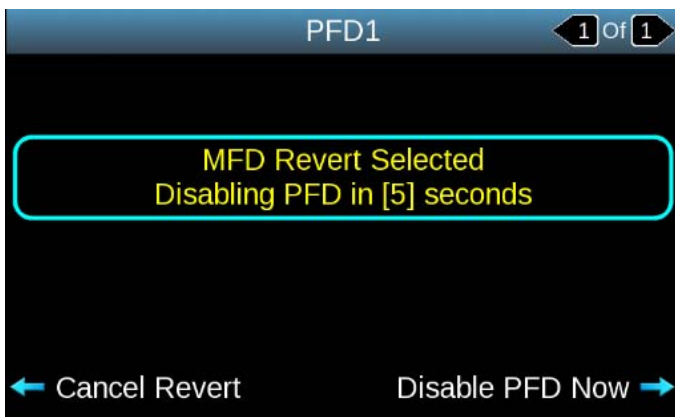 PFD1
1 Of 1
MFD Revert Selected
Disabling PFD in [5] seconds
Cancel Revert
Disable PFD Now